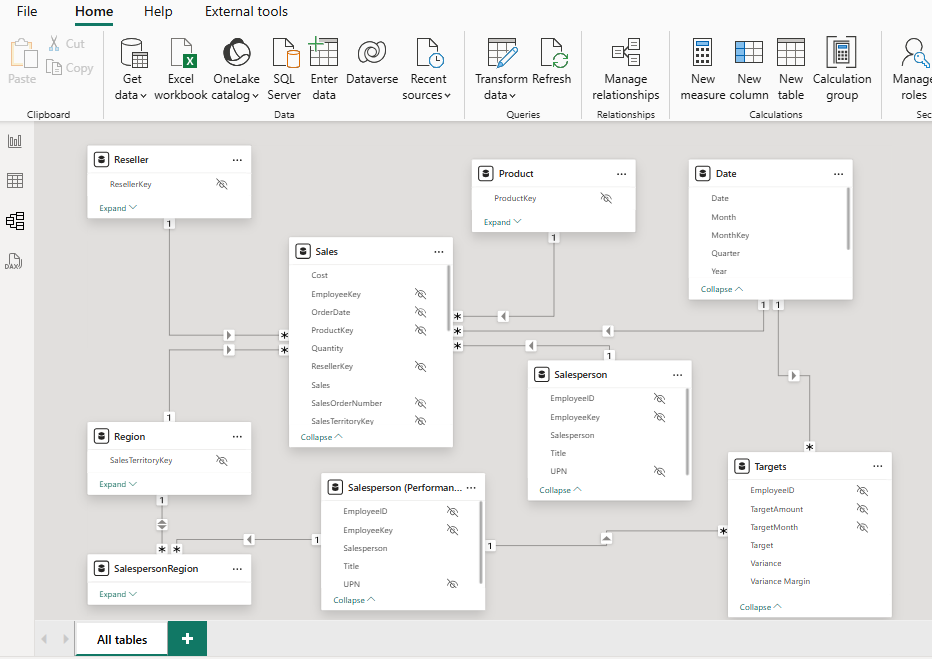 File Home Help External tools
Paste
Cut
Copy
Get data
Excel workbook
OneLake catalog
SQL Server
Enter data
Dataverse
Recent sources
Transform data
Refresh
Manage relationships
New measure
New column
New table
Calculation group
Manage roles
Clipboard
Data
Queries
Relationships
Calculations
Sec
DAX
Reseller
ResellerKey
Expand
1
Product
ProductKey
Expand
1
Date
Date
Month
MonthKey
Quarter
Year
Collapse
1 1
Sales
Cost
EmployeeKey
OrderDate
ProductKey
Quantity
ResellerKey
Sales
SalesOrderNumber
SalesTerritoryKey
Collapse
*
*
*
*
*
1
Salesperson
EmployeeID
EmployeeKey
Salesperson
Title
UPN
Collapse
1
Region
SalesTerritoryKey
Expand
1
* *
SalespersonRegion
Expand
Salesperson (Performan...
EmployeeID
EmployeeKey
Salesperson
Title
UPN
Collapse
1
1
*
*
Targets
EmployeeID
TargetAmount
TargetMonth
Target
Variance
Variance Margin
Collapse
All tables
+